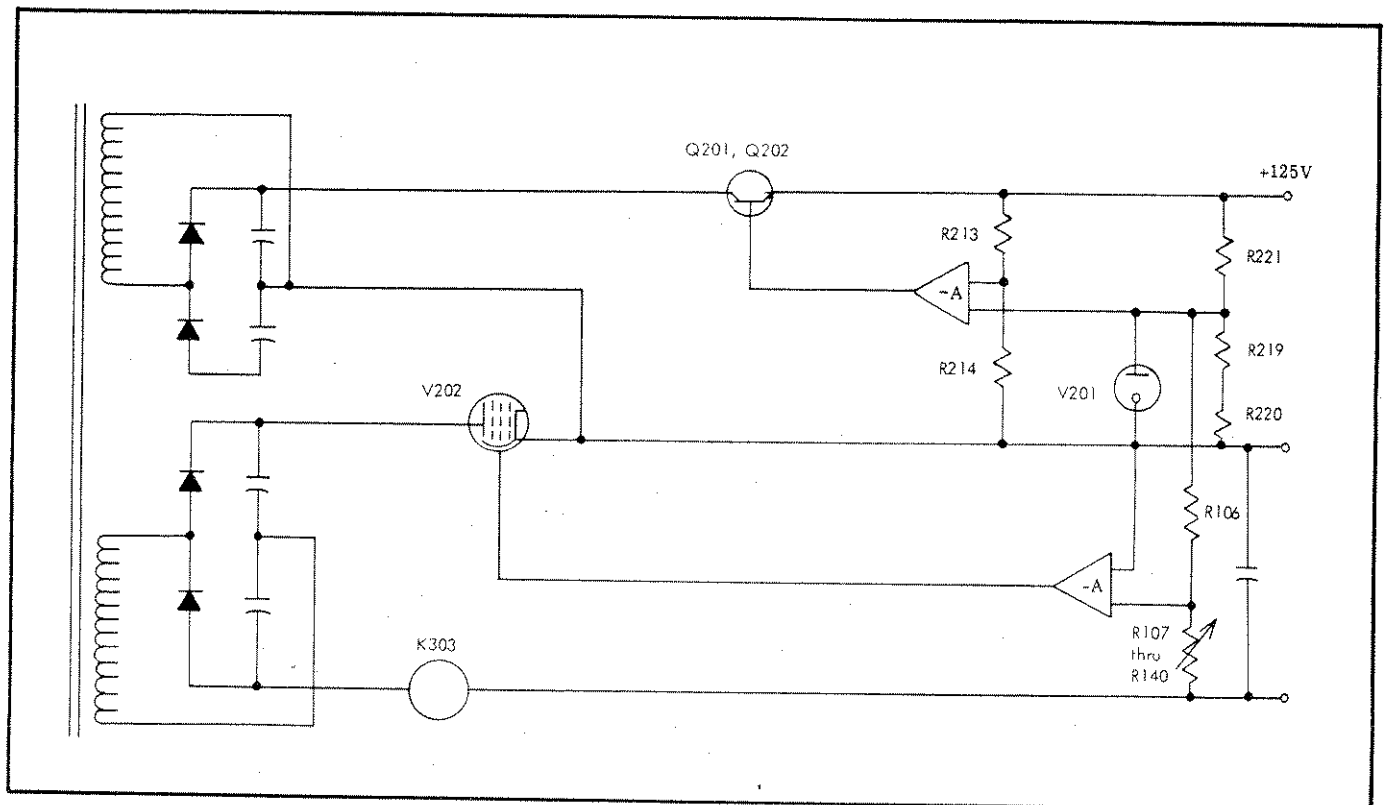 Q201, Q202
+125V
R213
R221
-A
R214
V201
R219
V202
R220
R106
-A
K303
R107
thru
R140